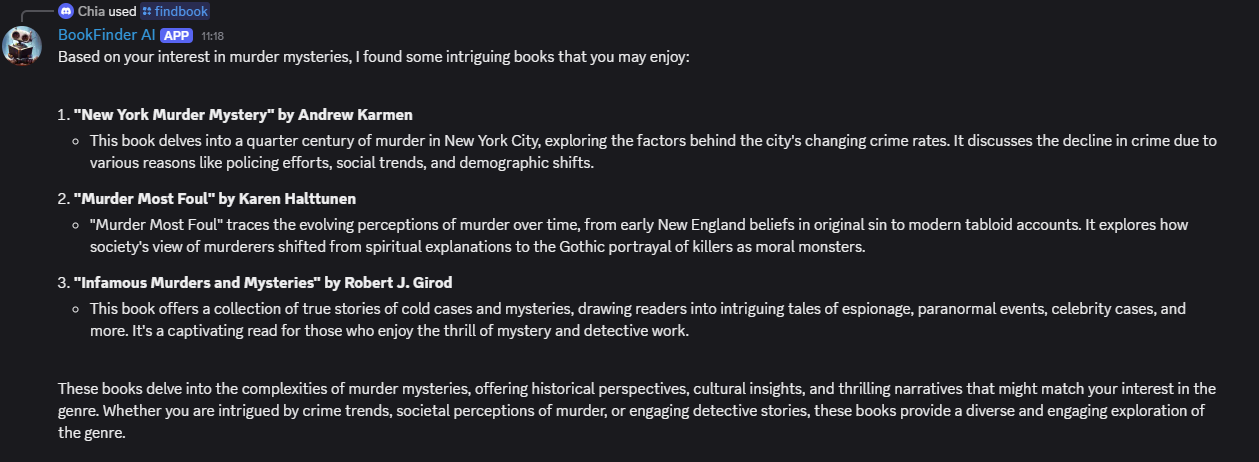 Chia used findbook
BookFinder AI APP 11:18
Based on your interest in murder mysteries, I found some intriguing books that you may enjoy:
1. "New York Murder Mystery" by Andrew Karmen
This book delves into a quarter century of murder in New York City, exploring the factors behind the city's changing crime rates. It discusses the decline in crime due to
various reasons like policing efforts, social trends, and demographic shifts.
2. "Murder Most Foul" by Karen Halttunen
"Murder Most Foul" traces the evolving perceptions of murder over time, from early New England beliefs in original sin to modern tabloid accounts. It explores how
society's view of murderers shifted from spiritual explanations to the Gothic portrayal of killers as moral monsters.
3. "Infamous Murders and Mysteries" by Robert J. Girod
This book offers a collection of true stories of cold cases and mysteries, drawing readers into intriguing tales of espionage, paranormal events, celebrity cases, and
more. It's a captivating read for those who enjoy the thrill of mystery and detective work.
These books delve into the complexities of murder mysteries, offering historical perspectives, cultural insights, and thrilling narratives that might match your interest in the
genre. Whether you are intrigued by crime trends, societal perceptions of murder, or engaging detective stories, these books provide a diverse and engaging exploration of
the genre.